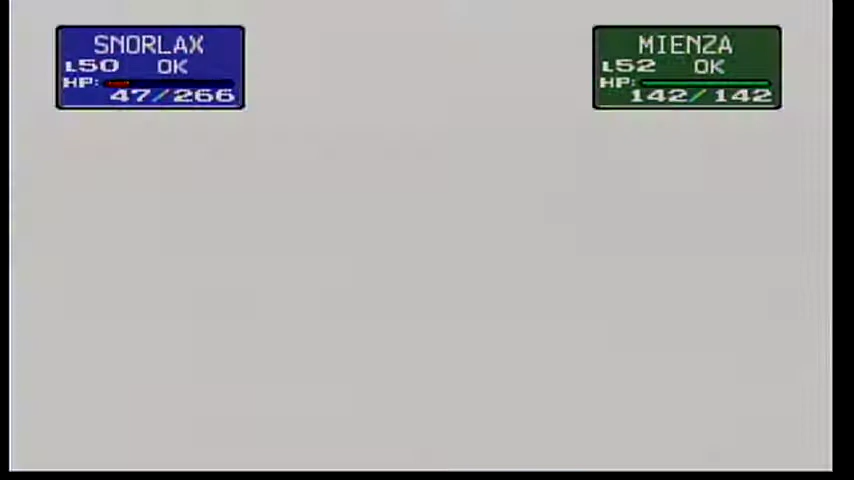 SNORLAX
L50 OK
HP:
47/266
MIENZA
L52 OK
HP:
142/142